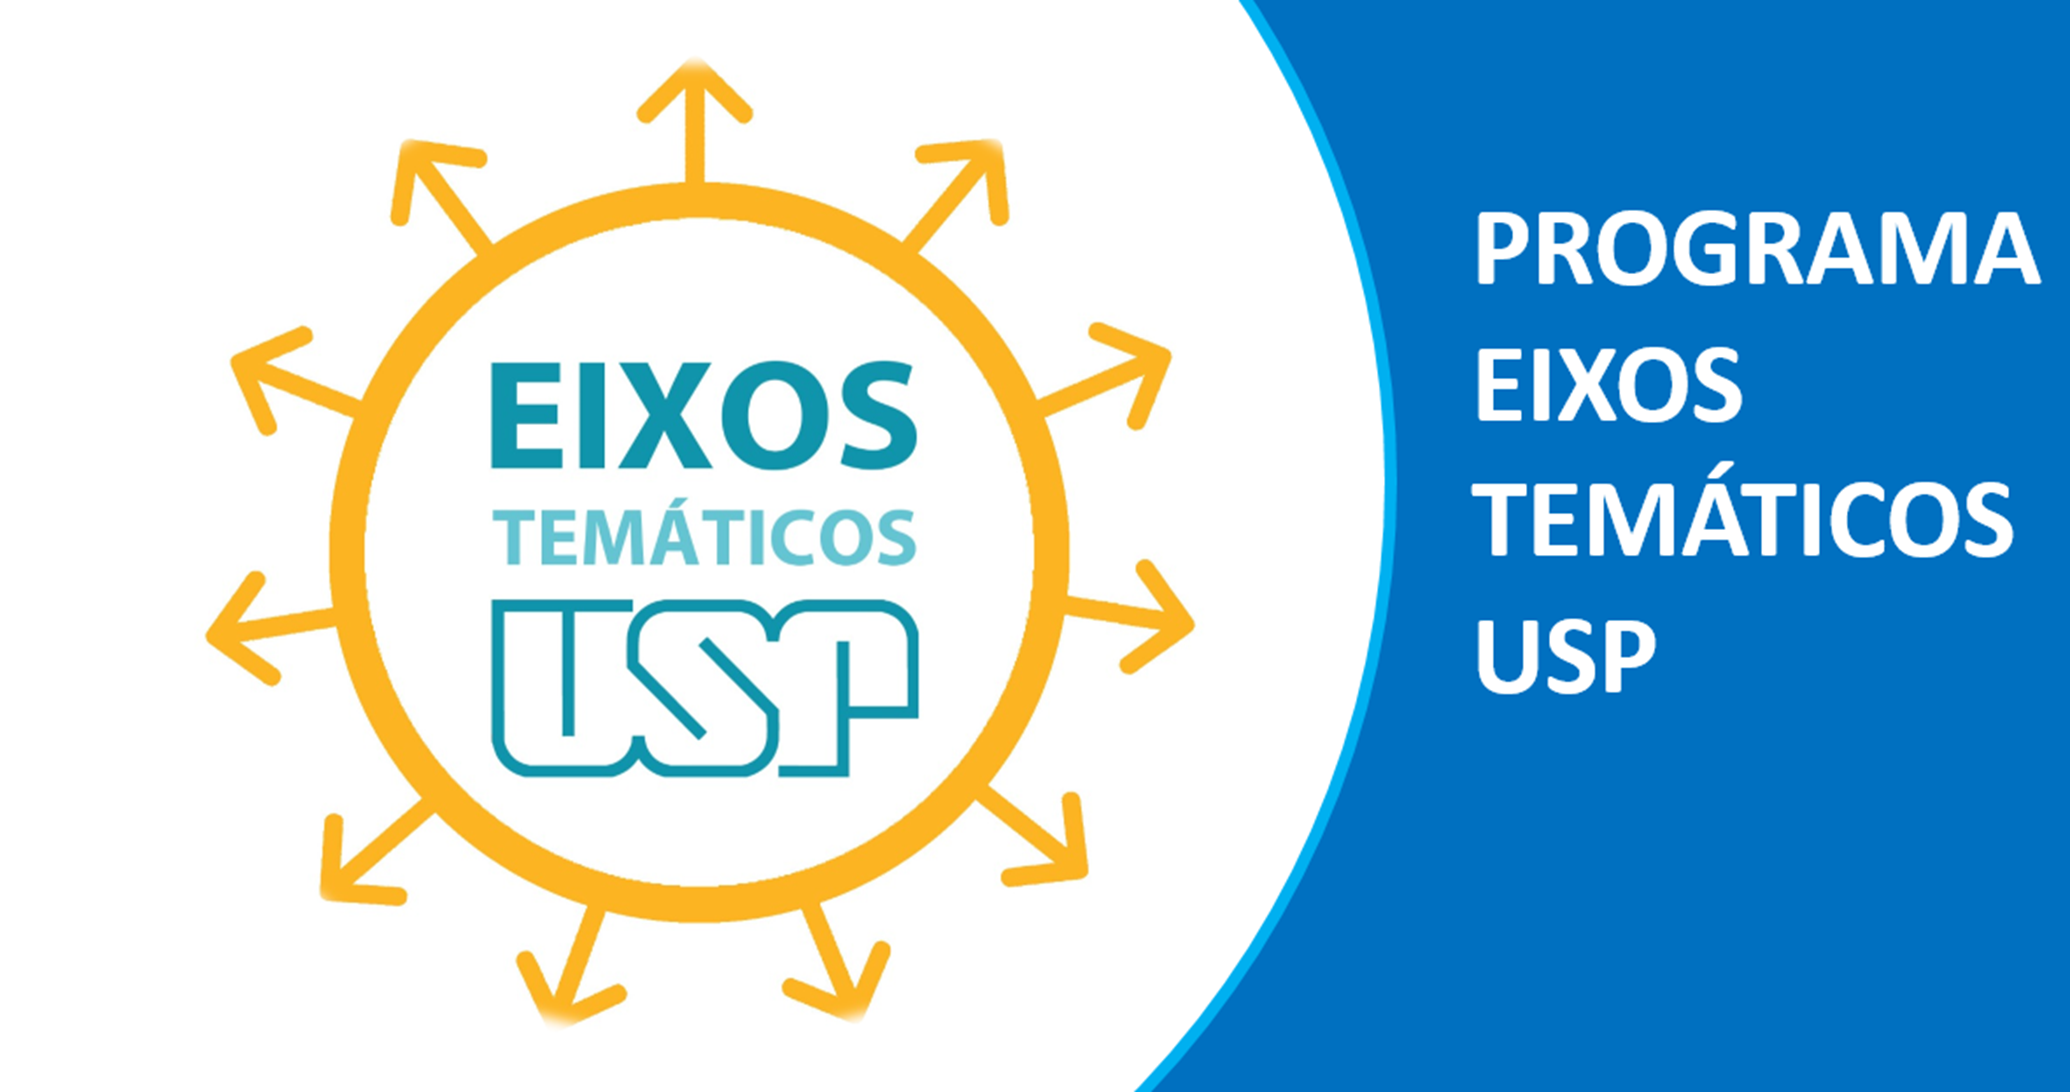 EIXOS
TEMÁTICOS
USP
PROGRAMA
EIXOS
TEMÁTICOS
USP